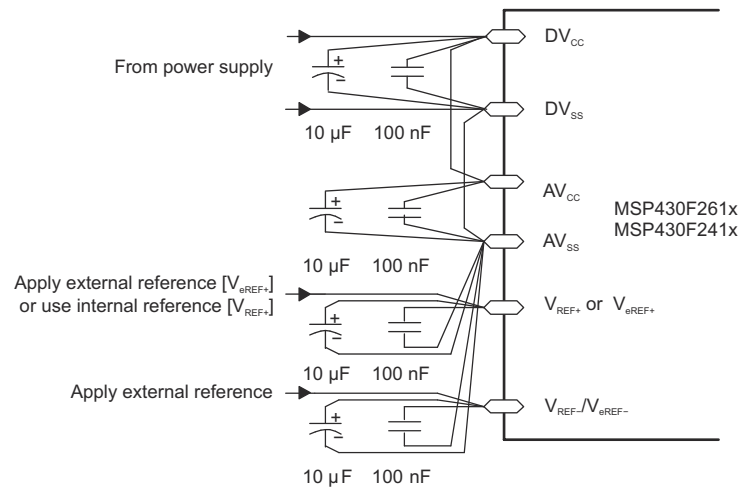 DVCC
From power supply
+
−
DVSS
10 µF 100 nF
AVCC
+
−
MSP430F261x
MSP430F241x
AVSS
10 µF 100 nF
Apply external reference [VeREF+]
or use internal reference [VREF+]
VREF+ or VeREF+
+
−
10 µF 100 nF
Apply external reference
VREF−/VeREF−
+
−
10 µF 100 nF